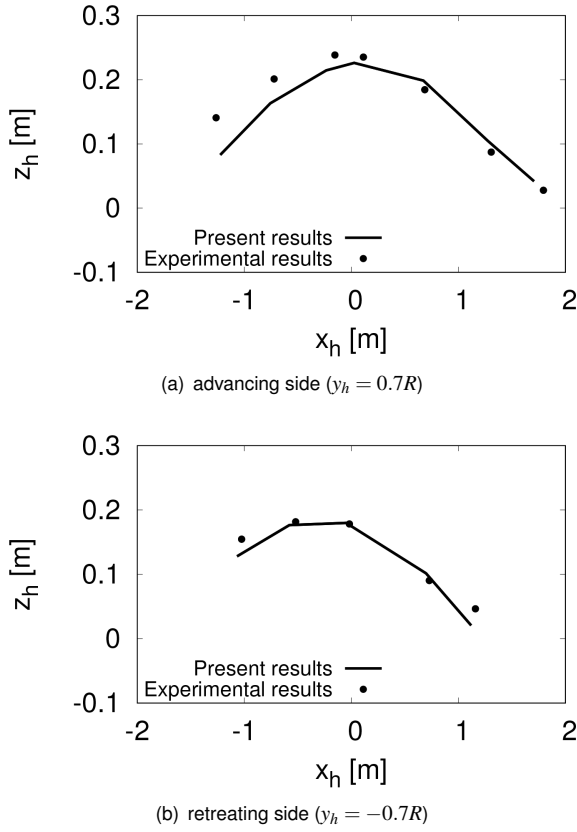 0.3
0.2
0.1
0
-0.1
z_h [m]
Present results
Experimental results
-2 -1 0 1 2
x_h [m]
(a) advancing side (y_h = 0.7R)
0.3
0.2
0.1
0
-0.1
z_h [m]
Present results
Experimental results
-2 -1 0 1 2
x_h [m]
(b) retreating side (y_h = −0.7R)